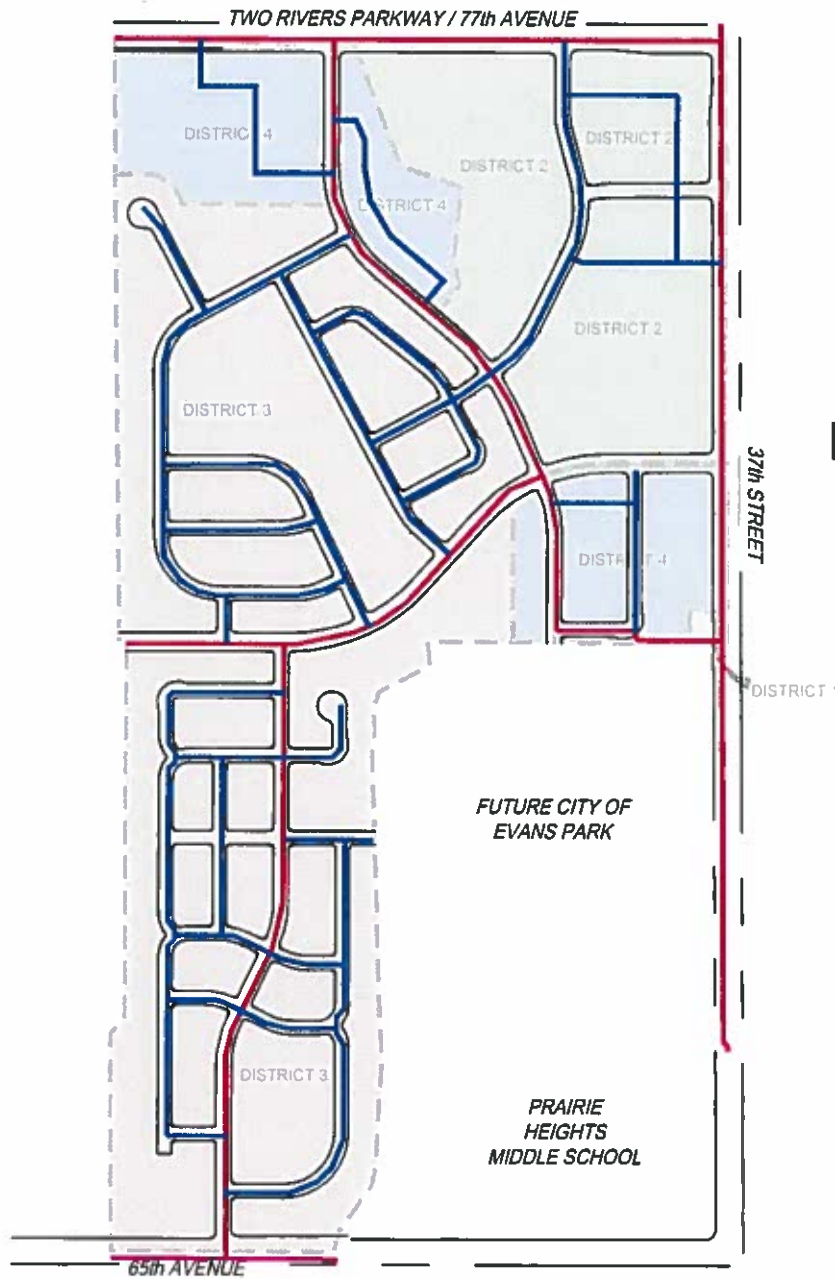 TWO RIVERS PARKWAY / 77th AVENUE
DISTRICT 4
DISTRICT 2
DISTRICT 2
DISTRICT 4
DISTRICT 2
DISTRICT 3
37th STREET
DISTRICT 4
DISTRICT 1
FUTURE CITY OF
EVANS PARK
DISTRICT 3
PRAIRIE
HEIGHTS
MIDDLE SCHOOL
65th AVENUE